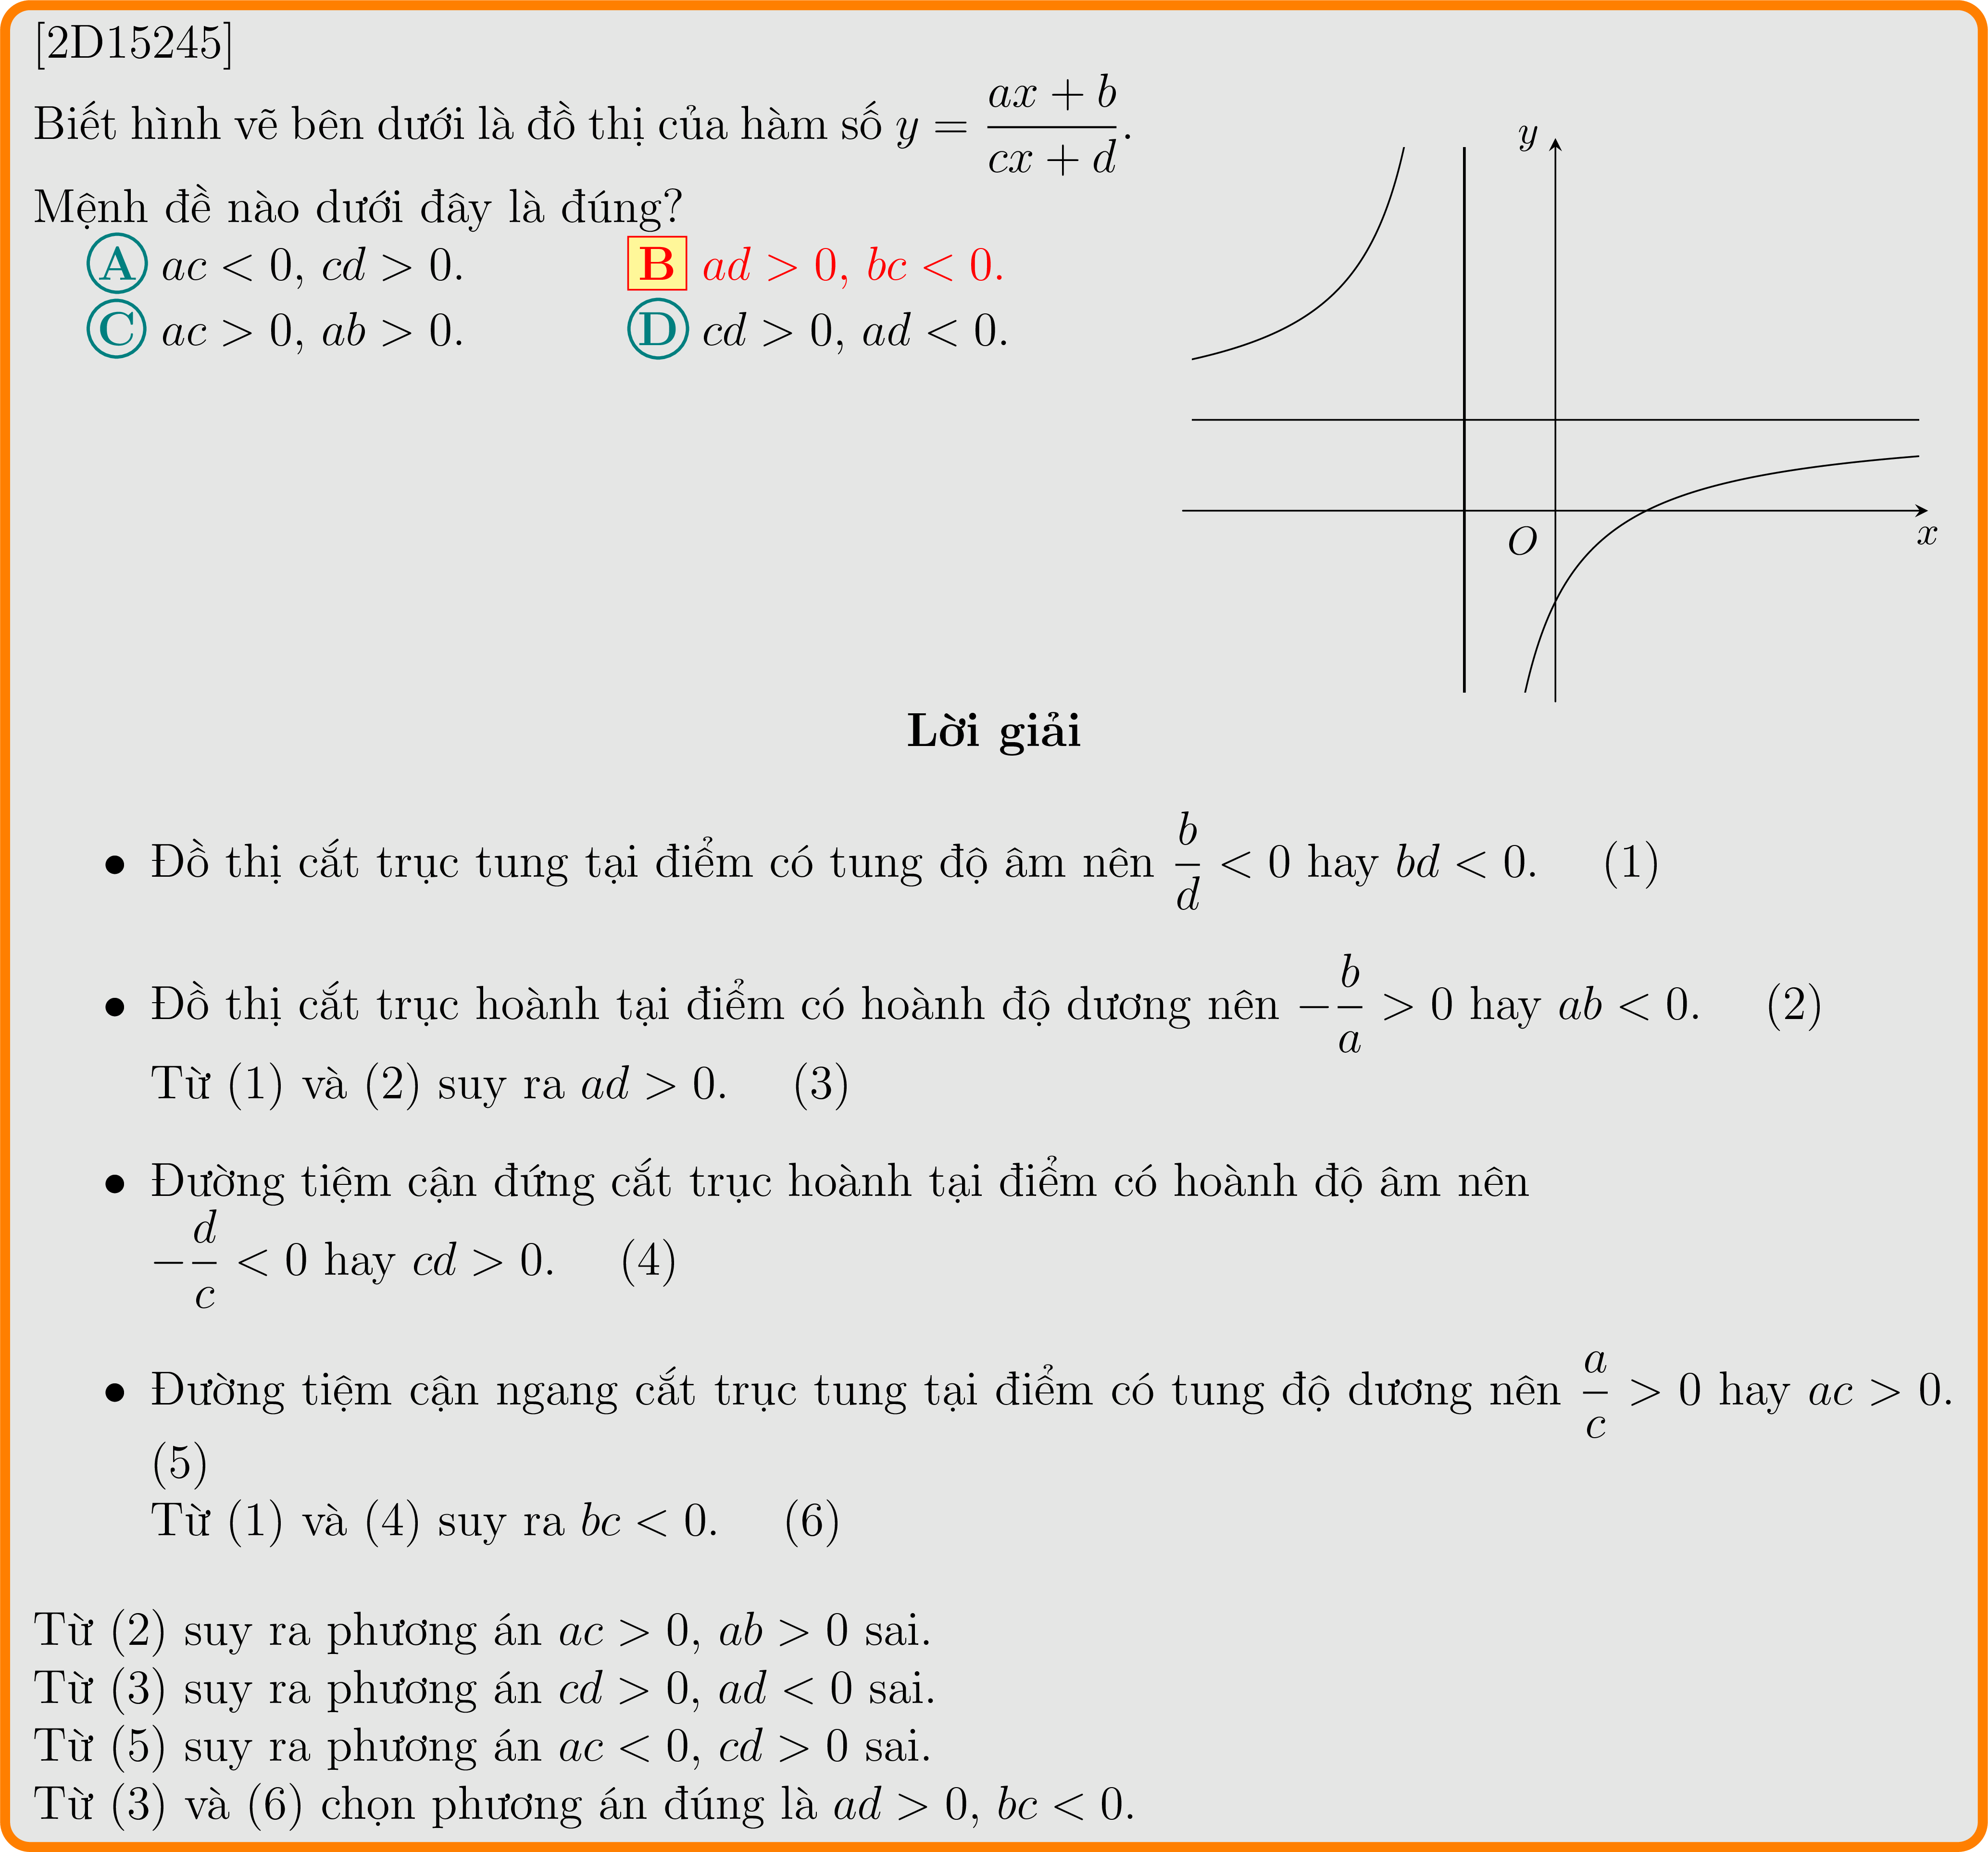 [2D15245]
Biết hình vẽ bên dưới là đồ thị của hàm số $y = \dfrac{ax + b}{cx + d}$.
Mệnh đề nào dưới đây là đúng?
A $ac < 0$, $cd > 0$. B $ad > 0$, $bc < 0$.
C $ac > 0$, $ab > 0$. D $cd > 0$, $ad < 0$.
y
O
x
Lời giải
• Đồ thị cắt trục tung tại điểm có tung độ âm nên $\dfrac{b}{d} < 0$ hay $bd < 0$. (1)
• Đồ thị cắt trục hoành tại điểm có hoành độ dương nên $-\dfrac{b}{a} > 0$ hay $ab < 0$. (2)
Từ (1) và (2) suy ra $ad > 0$. (3)
• Đường tiệm cận đứng cắt trục hoành tại điểm có hoành độ âm nên
$-\dfrac{d}{c} < 0$ hay $cd > 0$. (4)
• Đường tiệm cận ngang cắt trục tung tại điểm có tung độ dương nên $\dfrac{a}{c} > 0$ hay $ac > 0$.
(5)
Từ (1) và (4) suy ra $bc < 0$. (6)
Từ (2) suy ra phương án $ac > 0$, $ab > 0$ sai.
Từ (3) suy ra phương án $cd > 0$, $ad < 0$ sai.
Từ (5) suy ra phương án $ac < 0$, $cd > 0$ sai.
Từ (3) và (6) chọn phương án đúng là $ad > 0$, $bc < 0$.